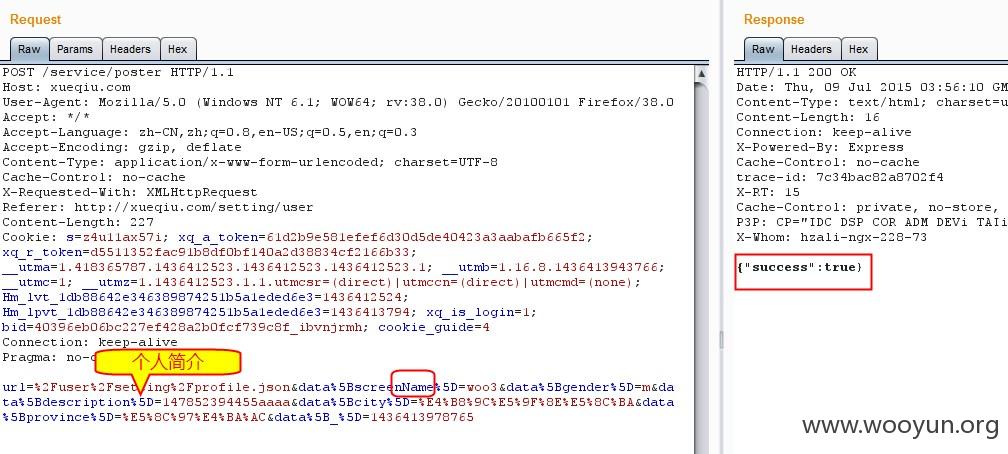 Request
Raw Params Headers Hex
POST /service/poster HTTP/1.1
Host: xueqiu.com
User-Agent: Mozilla/5.0 (Windows NT 6.1; WOW64; rv:38.0) Gecko/20100101 Firefox/38.0
Accept: */*
Accept-Language: zh-CN,zh;q=0.8,en-US;q=0.5,en;q=0.3
Accept-Encoding: gzip, deflate
Content-Type: application/x-www-form-urlencoded; charset=UTF-8
Cache-Control: no-cache
X-Requested-With: XMLHttpRequest
Referer: http://xueqiu.com/setting/user
Content-Length: 227
Cookie: s=z4u11ax57i; xq_a_token=61d2b9e581efef6d30d5de40423a3aabafb665f2;
xq_r_token=d5511352fac91b8df0bf140a2d38834cf2166b33;
__utma=1.418365787.1436412523.1436412523.1436412523.1; __utmb=1.16.8.1436413943766;
__utmc=1; __utmz=1.1436412523.1.1.utmcsr=(direct)|utmccn=(direct)|utmcmd=(none);
Hm_lvt_1db88642e346389874251b5a1eded6e3=1436412524;
Hm_lpvt_1db88642e346389874251b5a1eded6e3=1436413794; xq_is_login=1;
bid=40396eb06bc227ef428a2b0fcf739c8f_ibvnjrmh; cookie_guide=4
Connection: keep-alive
Pragma: no-c
个人简介
url=%2Fuser%2Fsetting%2Fprofile.json&data%5BscreenName%5D=woo3&data%5Bgender%5D=m&da
ta%5Bdescription%5D=147852394455aaaa&data%5Bcity%5D=%E4%B8%9C%E5%9F%8E%E5%8C%BA&data
%5Bprovince%5D=%E5%8C%97%E4%BA%AC&data%5B_%5D=1436413978765
Response
Raw Headers Hex
HTTP/1.1 200 OK
Date: Thu, 09 Jul 2015 03:56:10 GM
Content-Type: text/html; charset=u
Content-Length: 16
Connection: keep-alive
X-Powered-By: Express
Cache-Control: no-cache
trace-id: 7c34bac82a8702f4
X-RT: 15
Cache-Control: private, no-store,
P3P: CP="IDC DSP COR ADM DEVi TAIi
X-Whom: hzali-ngx-228-73
{"success":true}
www.wooyun.org